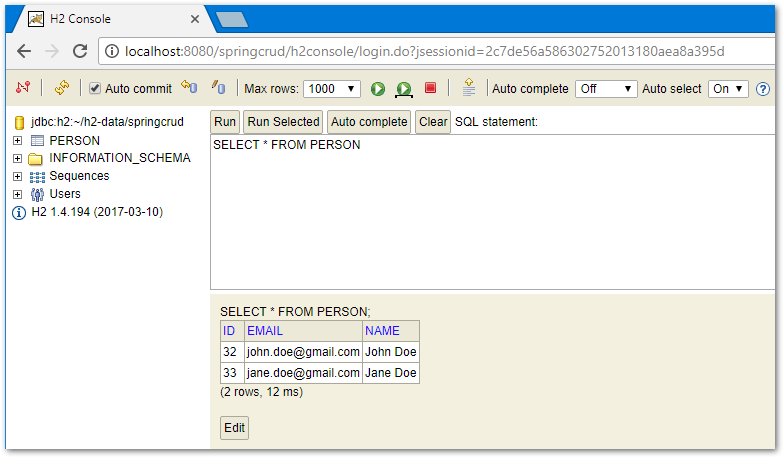 H2 Console
localhost:8080/springcrud/h2console/login.do?jsessionid=2c7de56a586302752013180aea8a395d
Auto commit Max rows: 1000 Auto complete Off Auto select On ?
jdbc:h2:~/h2-data/springcrud
PERSON
INFORMATION_SCHEMA
Sequences
Users
H2 1.4.194 (2017-03-10)
Run Run Selected Auto complete Clear SQL statement:
SELECT * FROM PERSON
SELECT * FROM PERSON;
ID EMAIL NAME
32 john.doe@gmail.com John Doe
33 jane.doe@gmail.com Jane Doe
(2 rows, 12 ms)
Edit